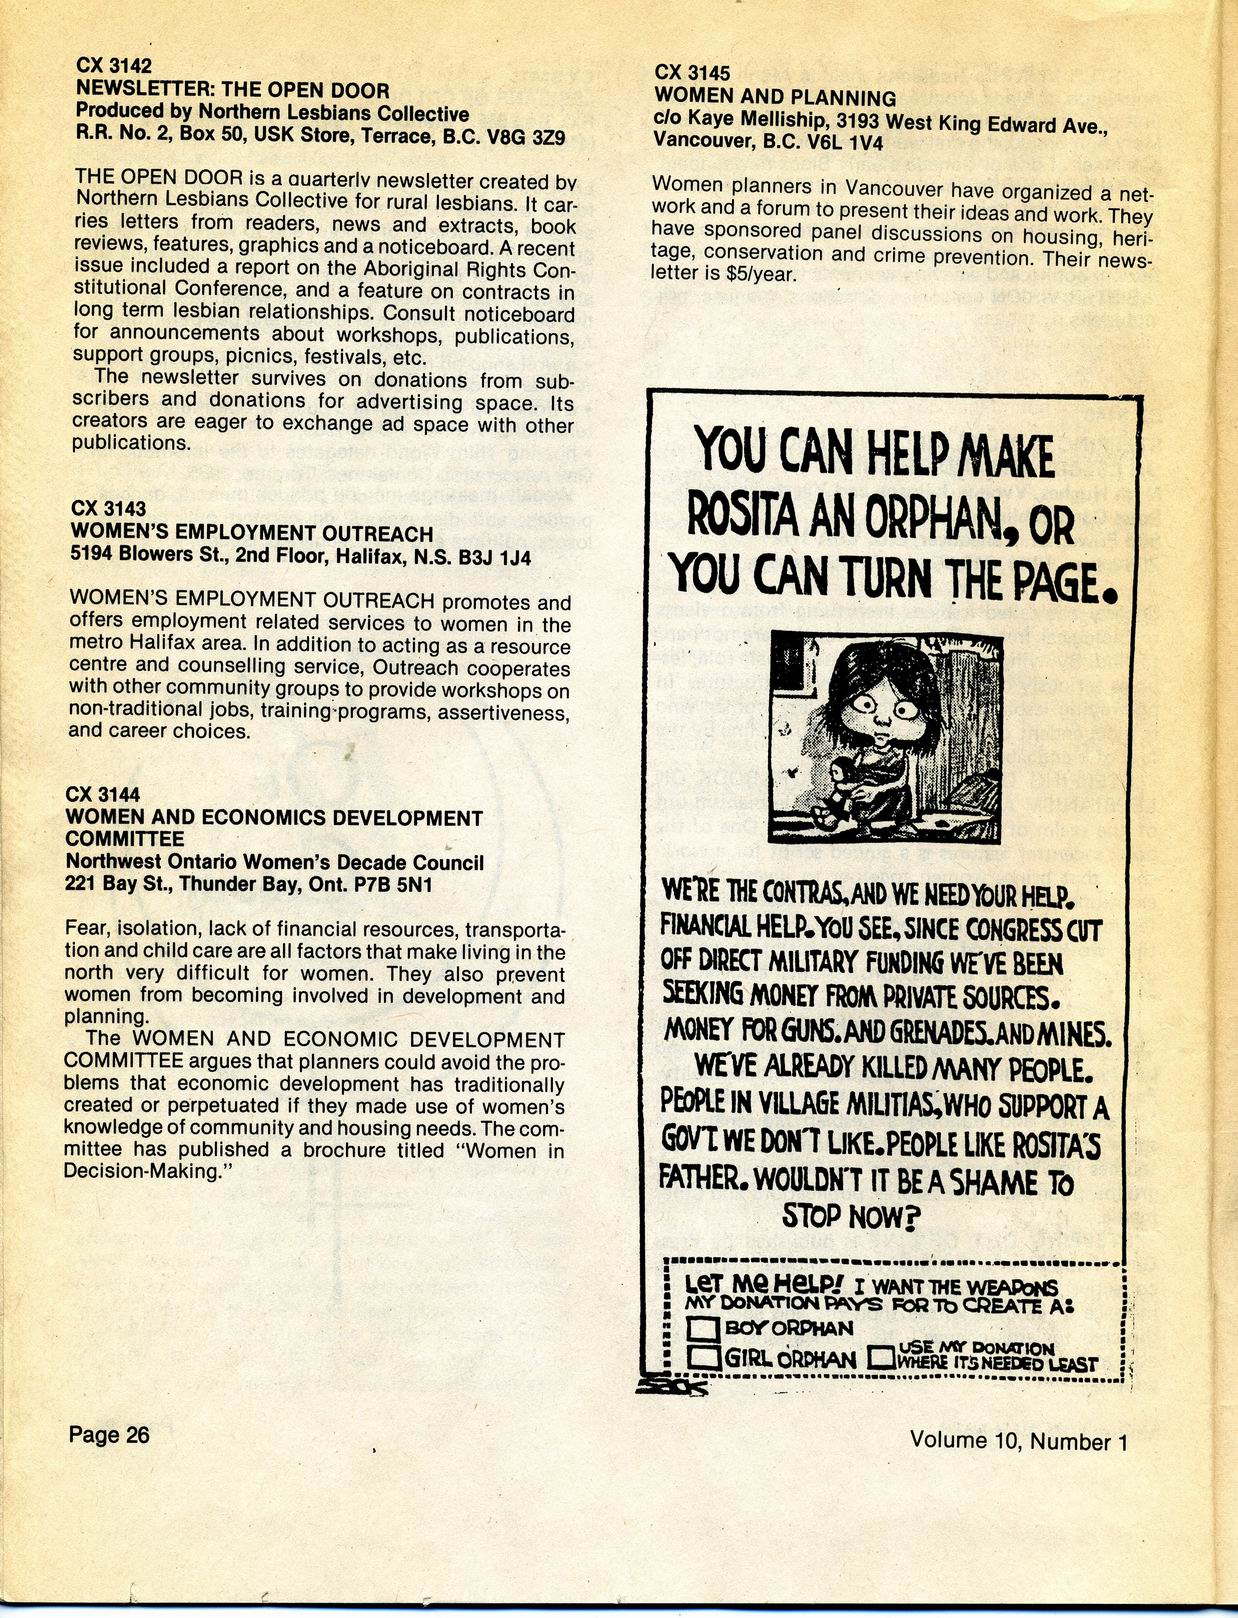 CX 3142
NEWSLETTER: THE OPEN DOOR
Produced by Northern Lesbians Collective
R.R. No. 2, Box 50, USK Store, Terrace, B.C. V8G 3Z9
THE OPEN DOOR is a quarterly newsletter created by
Northern Lesbians Collective for rural lesbians. It car-
ries letters from readers, news and extracts, book
reviews, features, graphics and a noticeboard. A recent
issue included a report on the Aboriginal Rights Con-
stitutional Conference, and a feature on contracts in
long term lesbian relationships. Consult noticeboard
for announcements about workshops, publications,
support groups, picnics, festivals, etc.
The newsletter survives on donations from sub-
scribers and donations for advertising space. Its
creators are eager to exchange ad space with other
publications.
CX 3143
WOMEN'S EMPLOYMENT OUTREACH
5194 Blowers St., 2nd Floor, Halifax, N.S. B3J 1J4
WOMEN'S EMPLOYMENT OUTREACH promotes and
offers employment related services to women in the
metro Halifax area. In addition to acting as a resource
centre and counselling service, Outreach cooperates
with other community groups to provide workshops on
non-traditional jobs, training programs, assertiveness,
and career choices.
CX 3144
WOMEN AND ECONOMICS DEVELOPMENT
COMMITTEE
Northwest Ontario Women's Decade Council
221 Bay St., Thunder Bay, Ont. P7B 5N1
Fear, isolation, lack of financial resources, transporta-
tion and child care are all factors that make living in the
north very difficult for women. They also prevent
women from becoming involved in development and
planning.
The WOMEN AND ECONOMIC DEVELOPMENT
COMMITTEE argues that planners could avoid the pro-
blems that economic development has traditionally
created or perpetuated if they made use of women's
knowledge of community and housing needs. The com-
mittee has published a brochure titled "Women in
Decision-Making."
CX 3145
WOMEN AND PLANNING
c/o Kaye Melliship, 3193 West King Edward Ave.,
Vancouver, B.C. V6L 1V4
Women planners in Vancouver have organized a net-
work and a forum to present their ideas and work. They
have sponsored panel discussions on housing, heri-
tage, conservation and crime prevention. Their news-
letter is $5/year.
YOU CAN HELP MAKE
ROSITA AN ORPHAN, OR
YOU CAN TURN THE PAGE.
WE'RE THE CONTRAS, AND WE NEED YOUR HELP.
FINANCIAL HELP. YOU SEE, SINCE CONGRESS CUT
OFF DIRECT MILITARY FUNDING WE'VE BEEN
SEEKING MONEY FROM PRIVATE SOURCES.
MONEY FOR GUNS. AND GRENADES. AND MINES.
WE'VE ALREADY KILLED MANY PEOPLE.
PEOPLE IN VILLAGE MILITIAS, WHO SUPPORT A
GOV'T WE DON'T LIKE. PEOPLE LIKE ROSITA'S
FATHER. WOULDN'T IT BE A SHAME TO
STOP NOW?
LET ME HELP! I WANT THE WEAPONS
MY DONATION PAYS FOR TO CREATE A:
BOY ORPHAN
GIRL ORPHAN USE MY DONATION
WHERE IT'S NEEDED LEAST
SACK
Page 26
Volume 10, Number 1